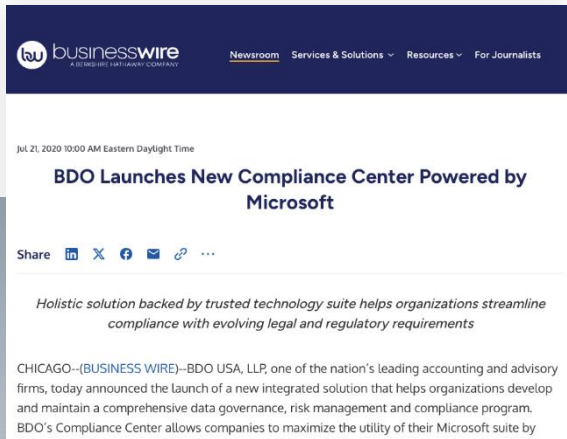 bw businesswire
A BERKSHIRE HATHAWAY COMPANY
Newsroom Services & Solutions Resources For Journalists
Jul 21, 2020 10:00 AM Eastern Daylight Time
BDO Launches New Compliance Center Powered by
Microsoft
Share
Holistic solution backed by trusted technology suite helps organizations streamline
compliance with evolving legal and regulatory requirements
CHICAGO--(BUSINESS WIRE)--BDO USA, LLP, one of the nation's leading accounting and advisory
firms, today announced the launch of a new integrated solution that helps organizations develop
and maintain a comprehensive data governance, risk management and compliance program.
BDO's Compliance Center allows companies to maximize the utility of their Microsoft suite by